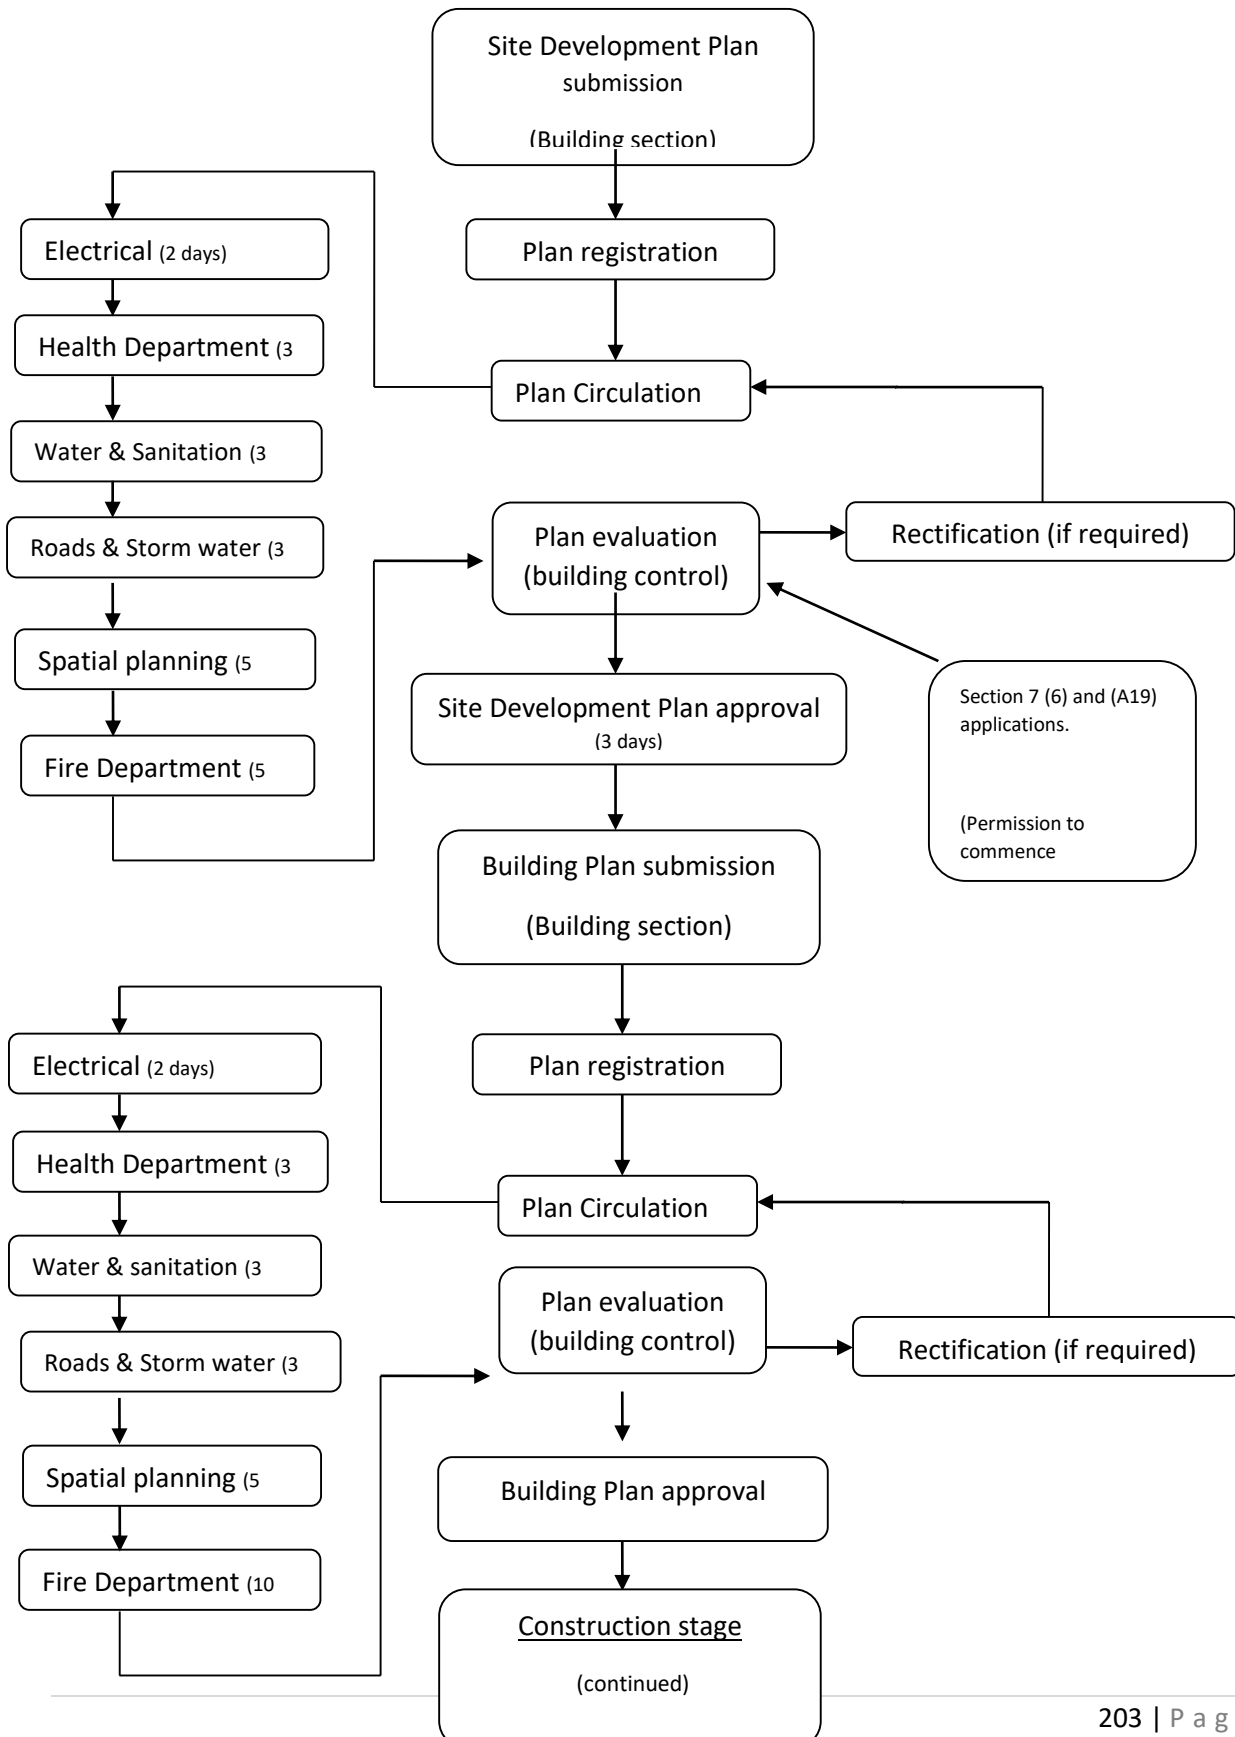 Site Development Plan
submission
(Building section)
Electrical (2 days)
Plan registration
Health Department (3
Plan Circulation
Water & Sanitation (3
Roads & Storm water (3
Plan evaluation
(building control)
Rectification (if required)
Spatial planning (5
Site Development Plan approval
(3 days)
Section 7 (6) and (A19)
applications.
(Permission to
commence
Fire Department (5
Building Plan submission
(Building section)
Electrical (2 days)
Plan registration
Health Department (3
Plan Circulation
Water & sanitation (3
Plan evaluation
(building control)
Rectification (if required)
Roads & Storm water (3
Spatial planning (5
Building Plan approval
Fire Department (10
Construction stage
(continued)
203 | P a g